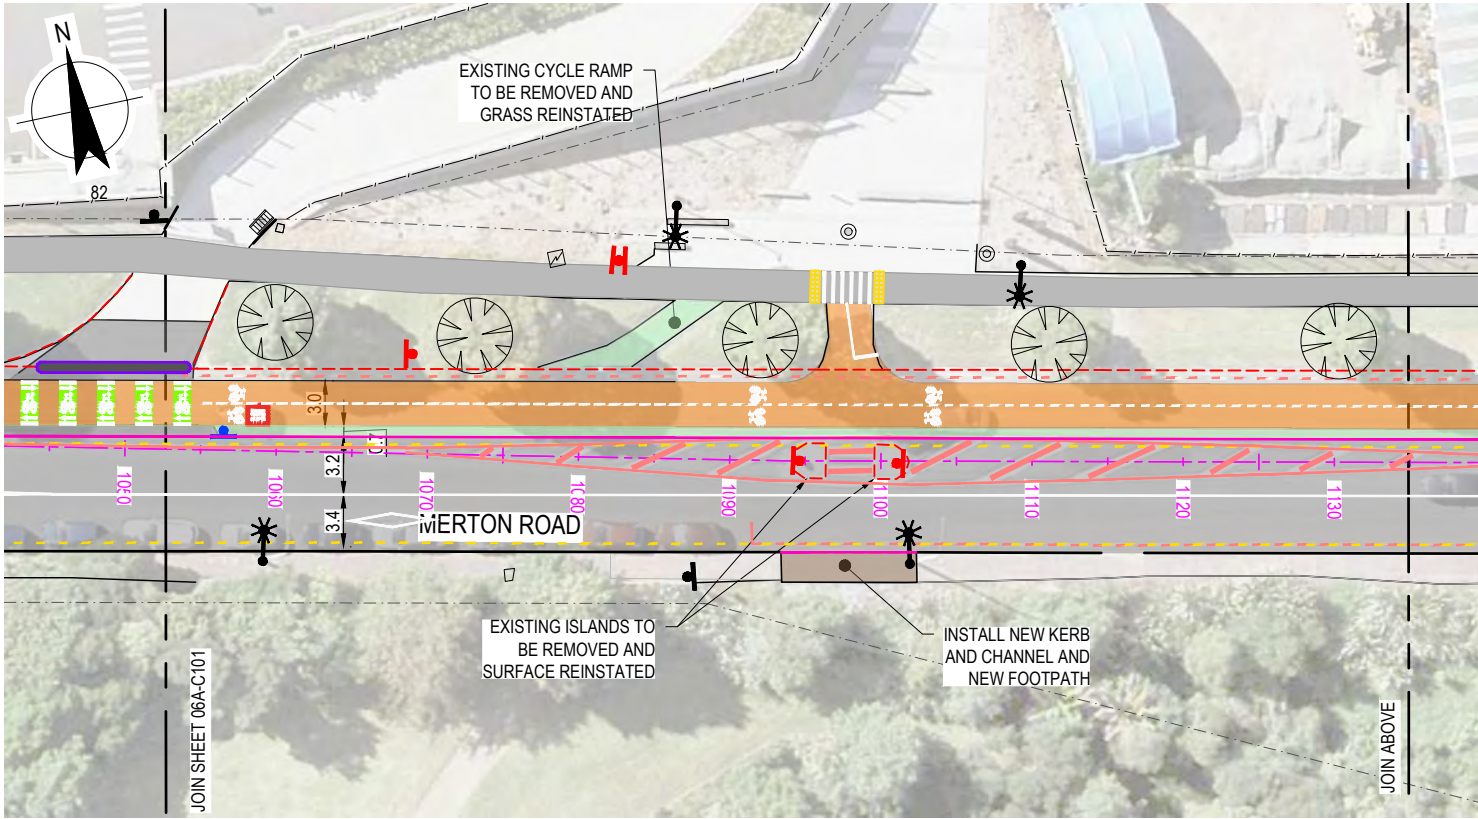 N
EXISTING CYCLE RAMP
TO BE REMOVED AND
GRASS REINSTATED
82
3.0
3.2
3.4
1050
1060
1070
1080
1090
1100
1110
1120
1130
MERTON ROAD
EXISTING ISLANDS TO
BE REMOVED AND
SURFACE REINSTATED
INSTALL NEW KERB
AND CHANNEL AND
NEW FOOTPATH
JOIN SHEET 06A-C101
JOIN ABOVE